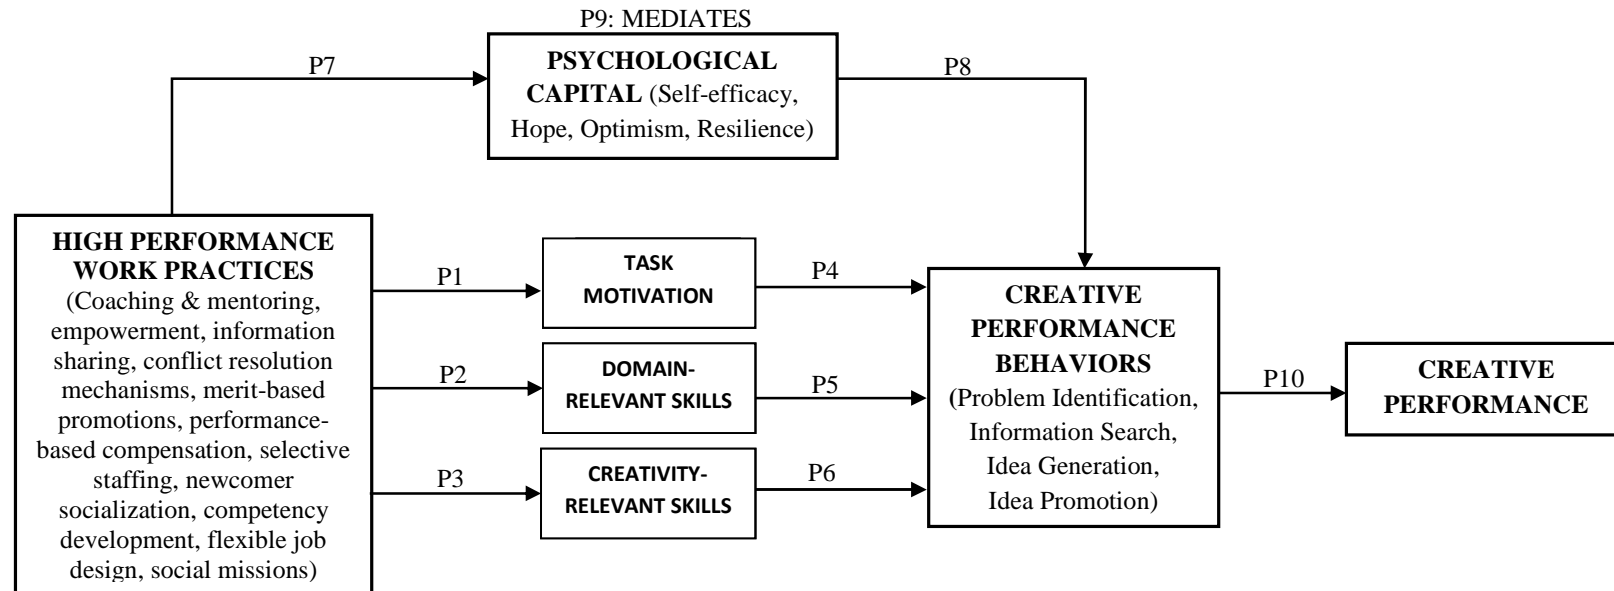 P9: MEDIATES
P7
PSYCHOLOGICAL
CAPITAL (Self-efficacy,
Hope, Optimism, Resilience)
P8
HIGH PERFORMANCE
WORK PRACTICES
(Coaching & mentoring,
empowerment, information
sharing, conflict resolution
mechanisms, merit-based
promotions, performance-
based compensation, selective
staffing, newcomer
socialization, competency
development, flexible job
design, social missions)
P1
TASK
MOTIVATION
P4
P2
DOMAIN-
RELEVANT SKILLS
P5
P3
CREATIVITY-
RELEVANT SKILLS
P6
CREATIVE
PERFORMANCE
BEHAVIORS
(Problem Identification,
Information Search,
Idea Generation,
Idea Promotion)
P10
CREATIVE
PERFORMANCE